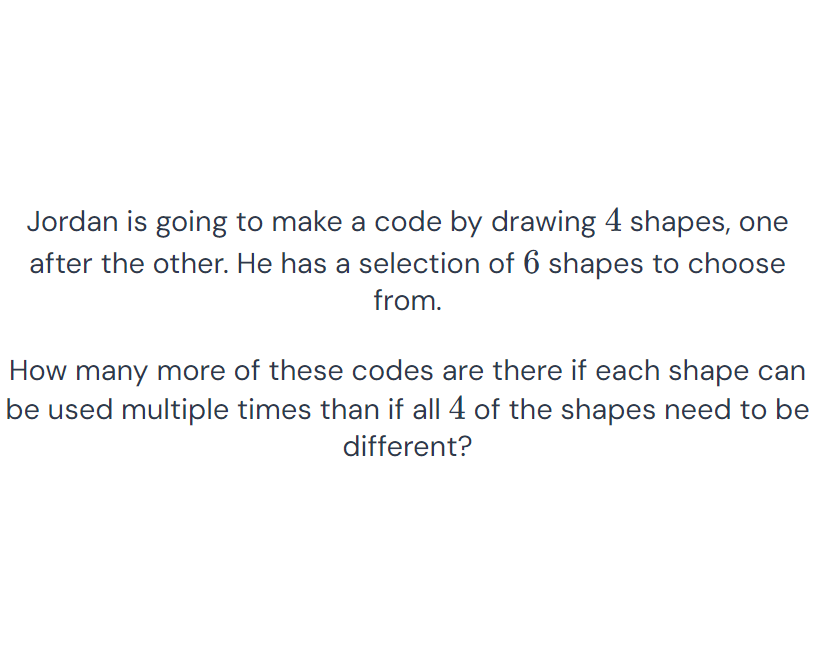 Jordan is going to make a code by drawing 4 shapes, one
after the other. He has a selection of 6 shapes to choose
from.
How many more of these codes are there if each shape can
be used multiple times than if all 4 of the shapes need to be
different?